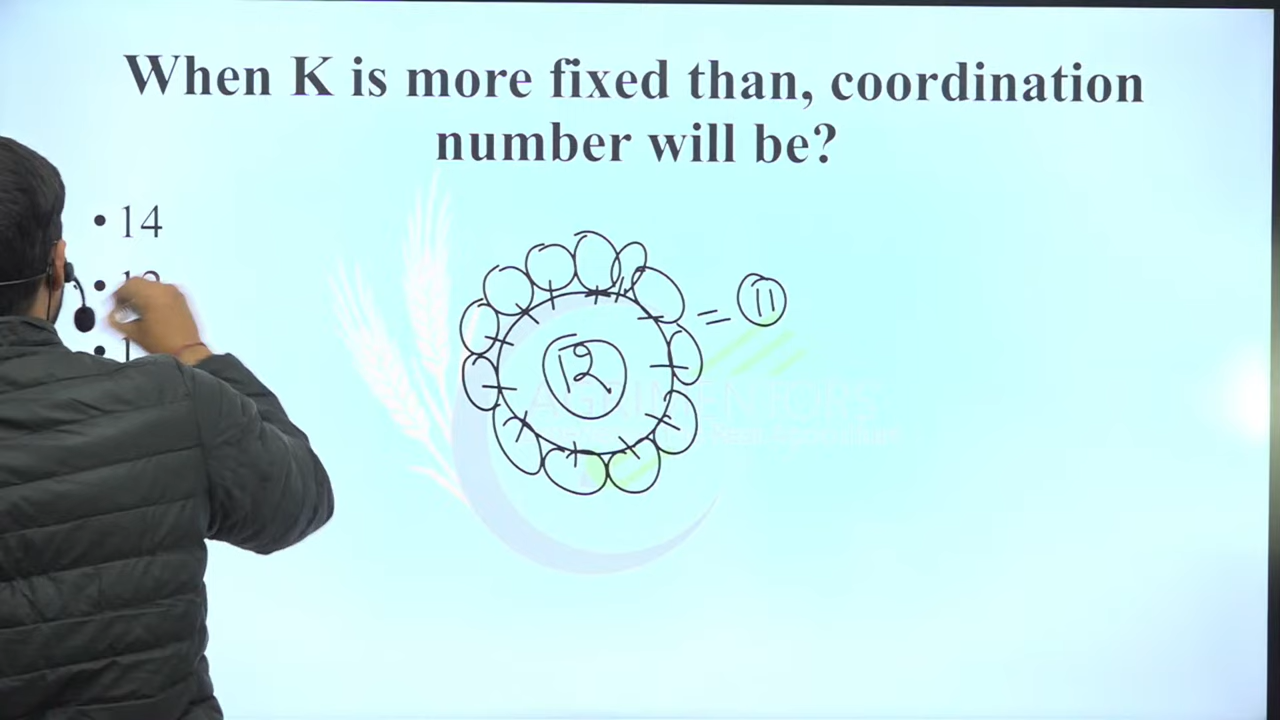 When K is more fixed than, coordination
number will be?
• 14
12
= 11